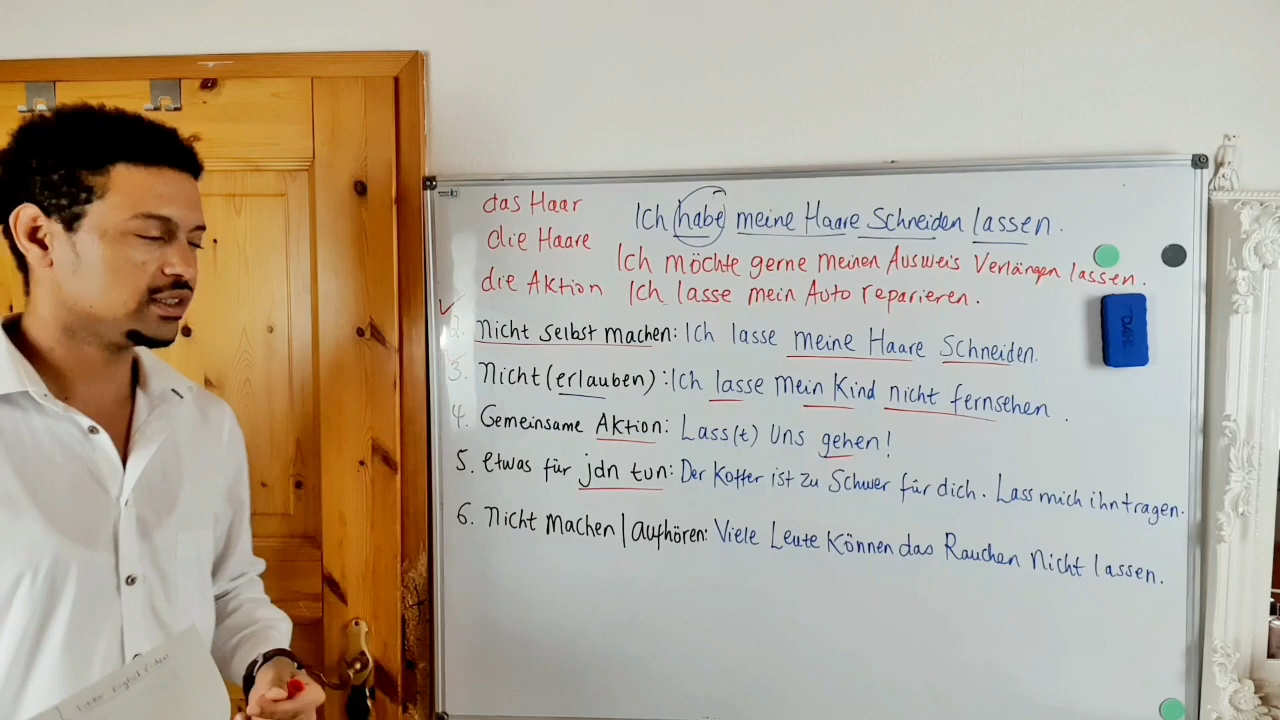 das Haar
Ich habe meine Haare Schneiden lassen.
die Haare
Ich möchte gerne meinen Ausweis Verlängen lassen.
die Aktion
Ich lasse mein Auto reparieren.
2. Nicht selbst machen: Ich lasse meine Haare Schneiden.
3. Nicht (erlauben): Ich lasse mein Kind nicht fernsehen.
4. Gemeinsame Aktion: Lass(t) Uns gehen!
5. etwas für jdn tun: Der Koffer ist zu Schwer für dich. Lass mich ihn tragen.
6. Nicht machen | aufhören: Viele Leute Können das Rauchen Nicht lassen.
DAHLE